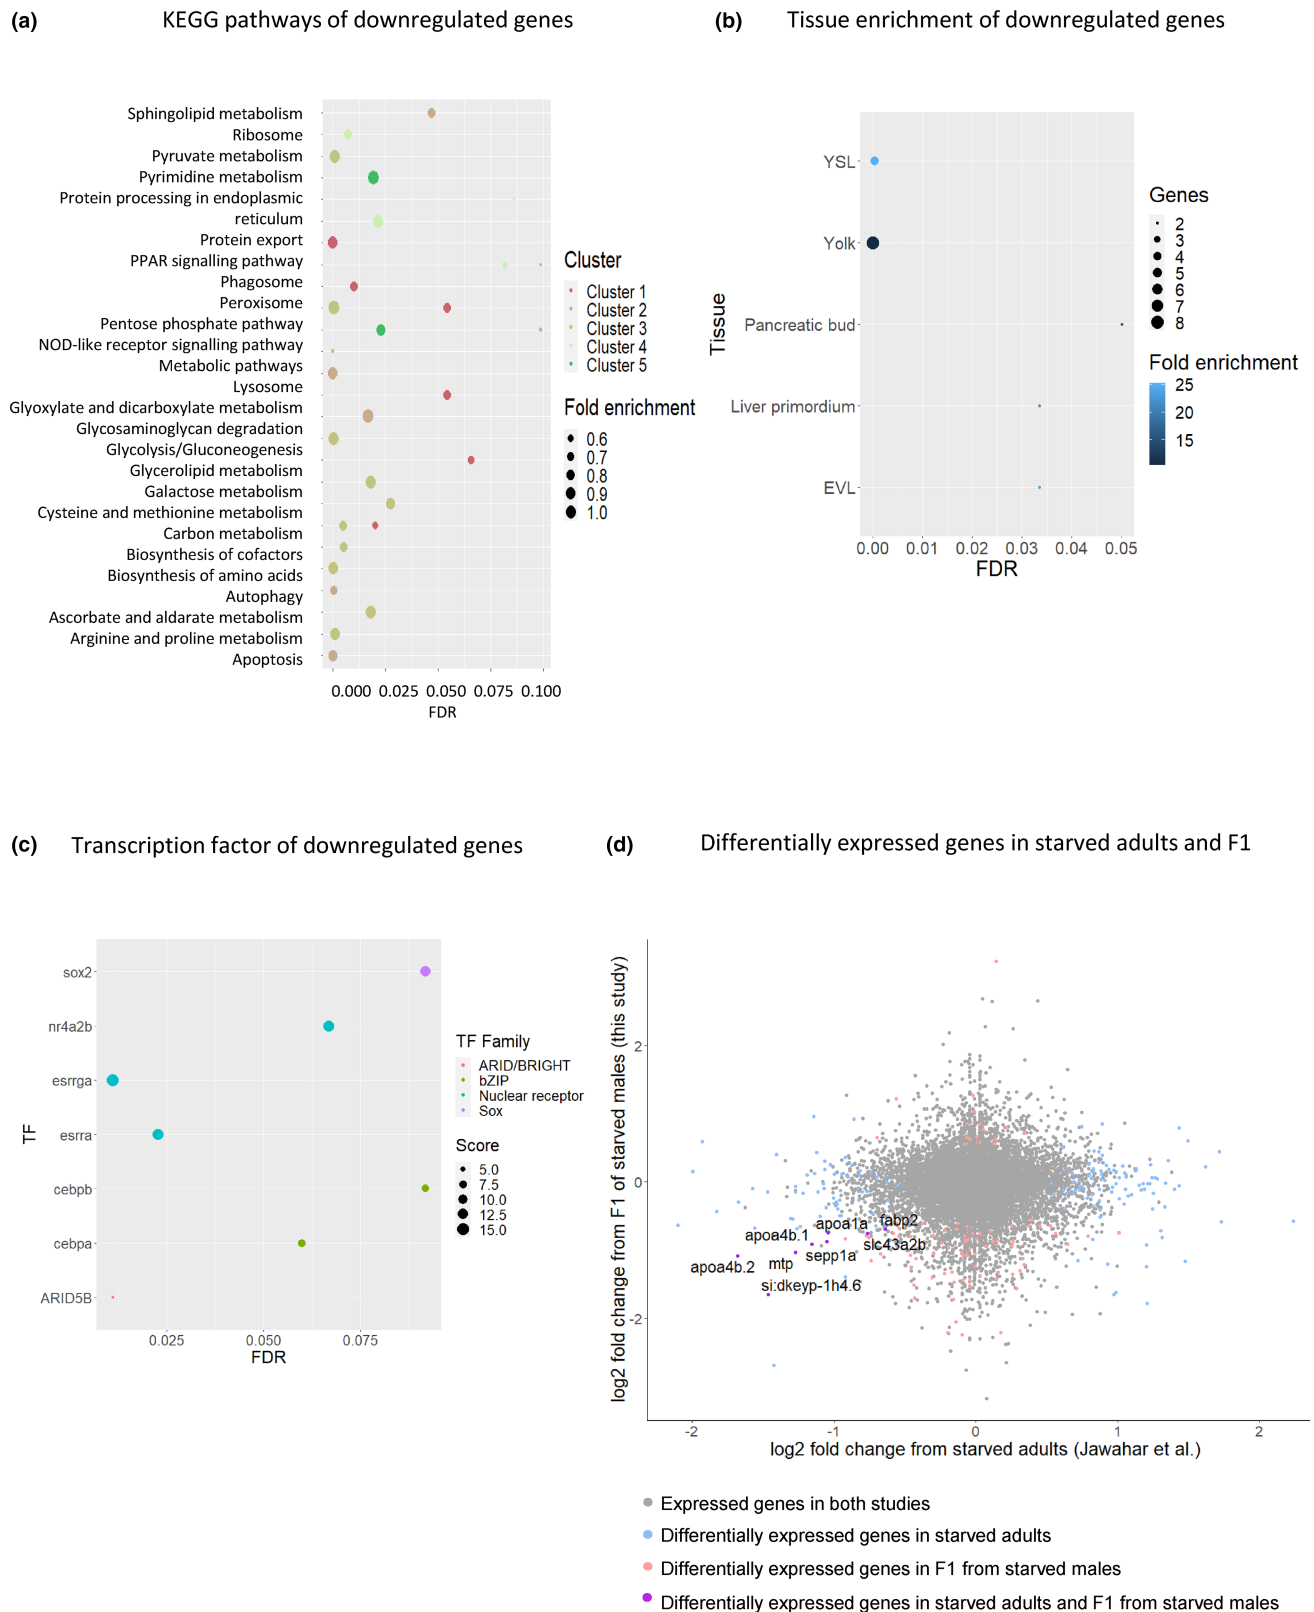 (a)
KEGG pathways of downregulated genes
Sphingolipid metabolism
Ribosome
Pyruvate metabolism
Pyrimidine metabolism
Protein processing in endoplasmic
reticulum
Protein export
PPAR signalling pathway
Phagosome
Peroxisome
Pentose phosphate pathway
NOD-like receptor signalling pathway
Metabolic pathways
Lysosome
Glyoxylate and dicarboxylate metabolism
Glycosaminoglycan degradation
Glycolysis/Gluconeogenesis
Glycerolipid metabolism
Galactose metabolism
Cysteine and methionine metabolism
Carbon metabolism
Biosynthesis of cofactors
Biosynthesis of amino acids
Autophagy
Ascorbate and aldarate metabolism
Arginine and proline metabolism
Apoptosis
0.000 0.025 0.050 0.075 0.100
FDR
Cluster
Cluster 1
Cluster 2
Cluster 3
Cluster 4
Cluster 5
Fold enrichment
0.6
0.7
0.8
0.9
1.0
(b)
Tissue enrichment of downregulated genes
Tissue
YSL
Yolk
Pancreatic bud
Liver primordium
EVL
0.00 0.01 0.02 0.03 0.04 0.05
FDR
Genes
2
3
4
5
6
7
8
Fold enrichment
25
20
15
(c)
Transcription factor of downregulated genes
TF
sox2
nr4a2b
esrrga
esrra
cebpb
cebpa
ARID5B
0.025 0.050 0.075
FDR
TF Family
ARID/BRIGHT
bZIP
Nuclear receptor
Sox
Score
5.0
7.5
10.0
12.5
15.0
(d)
Differentially expressed genes in starved adults and F1
log2 fold change from F1 of starved males (this study)
2
0
-2
apoa1a
fabp2
apoa4b.1
slc43a2b
sepp1a
mtp
apoa4b.2
si:dkeyp-1h4.6
-2 -1 0 1 2
log2 fold change from starved adults (Jawahar et al.)
Expressed genes in both studies
Differentially expressed genes in starved adults
Differentially expressed genes in F1 from starved males
Differentially expressed genes in starved adults and F1 from starved males